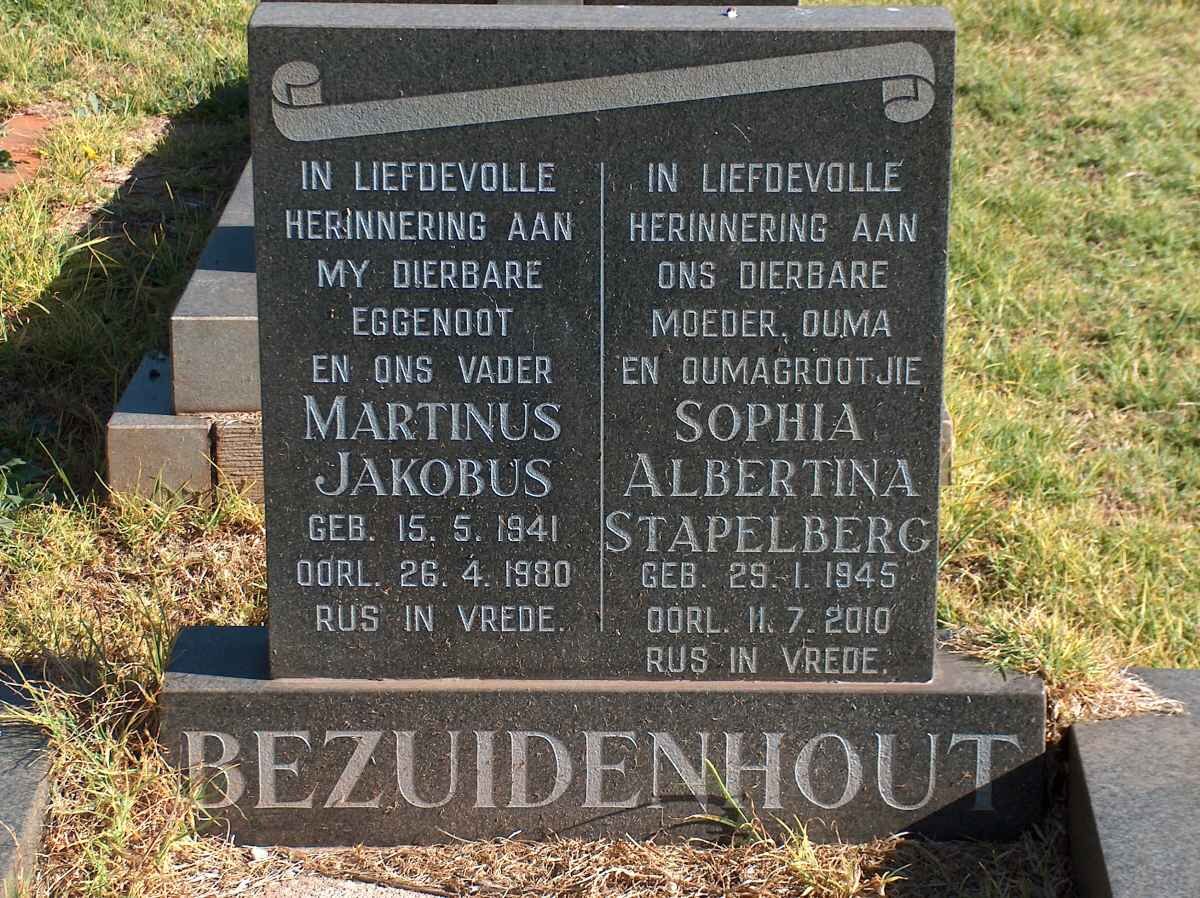 IN LIEFDEVOLLE
HERINNERING AAN
MY DIERBARE
EGGENOOT
EN ONS VADER
MARTINUS
JAKOBUS
GEB. 15. 5. 1941
OORL. 26. 4. 1980
RUS IN VREDE.
IN LIEFDEVOLLE
HERINNERING AAN
ONS DIERBARE
MOEDER, OUMA
EN OUMAGROOTJIE
SOPHIA
ALBERTINA
STAPELBERG
GEB. 29. 1. 1945
OORL. 11. 7. 2010
RUS IN VREDE.
BEZUIDENHOUT